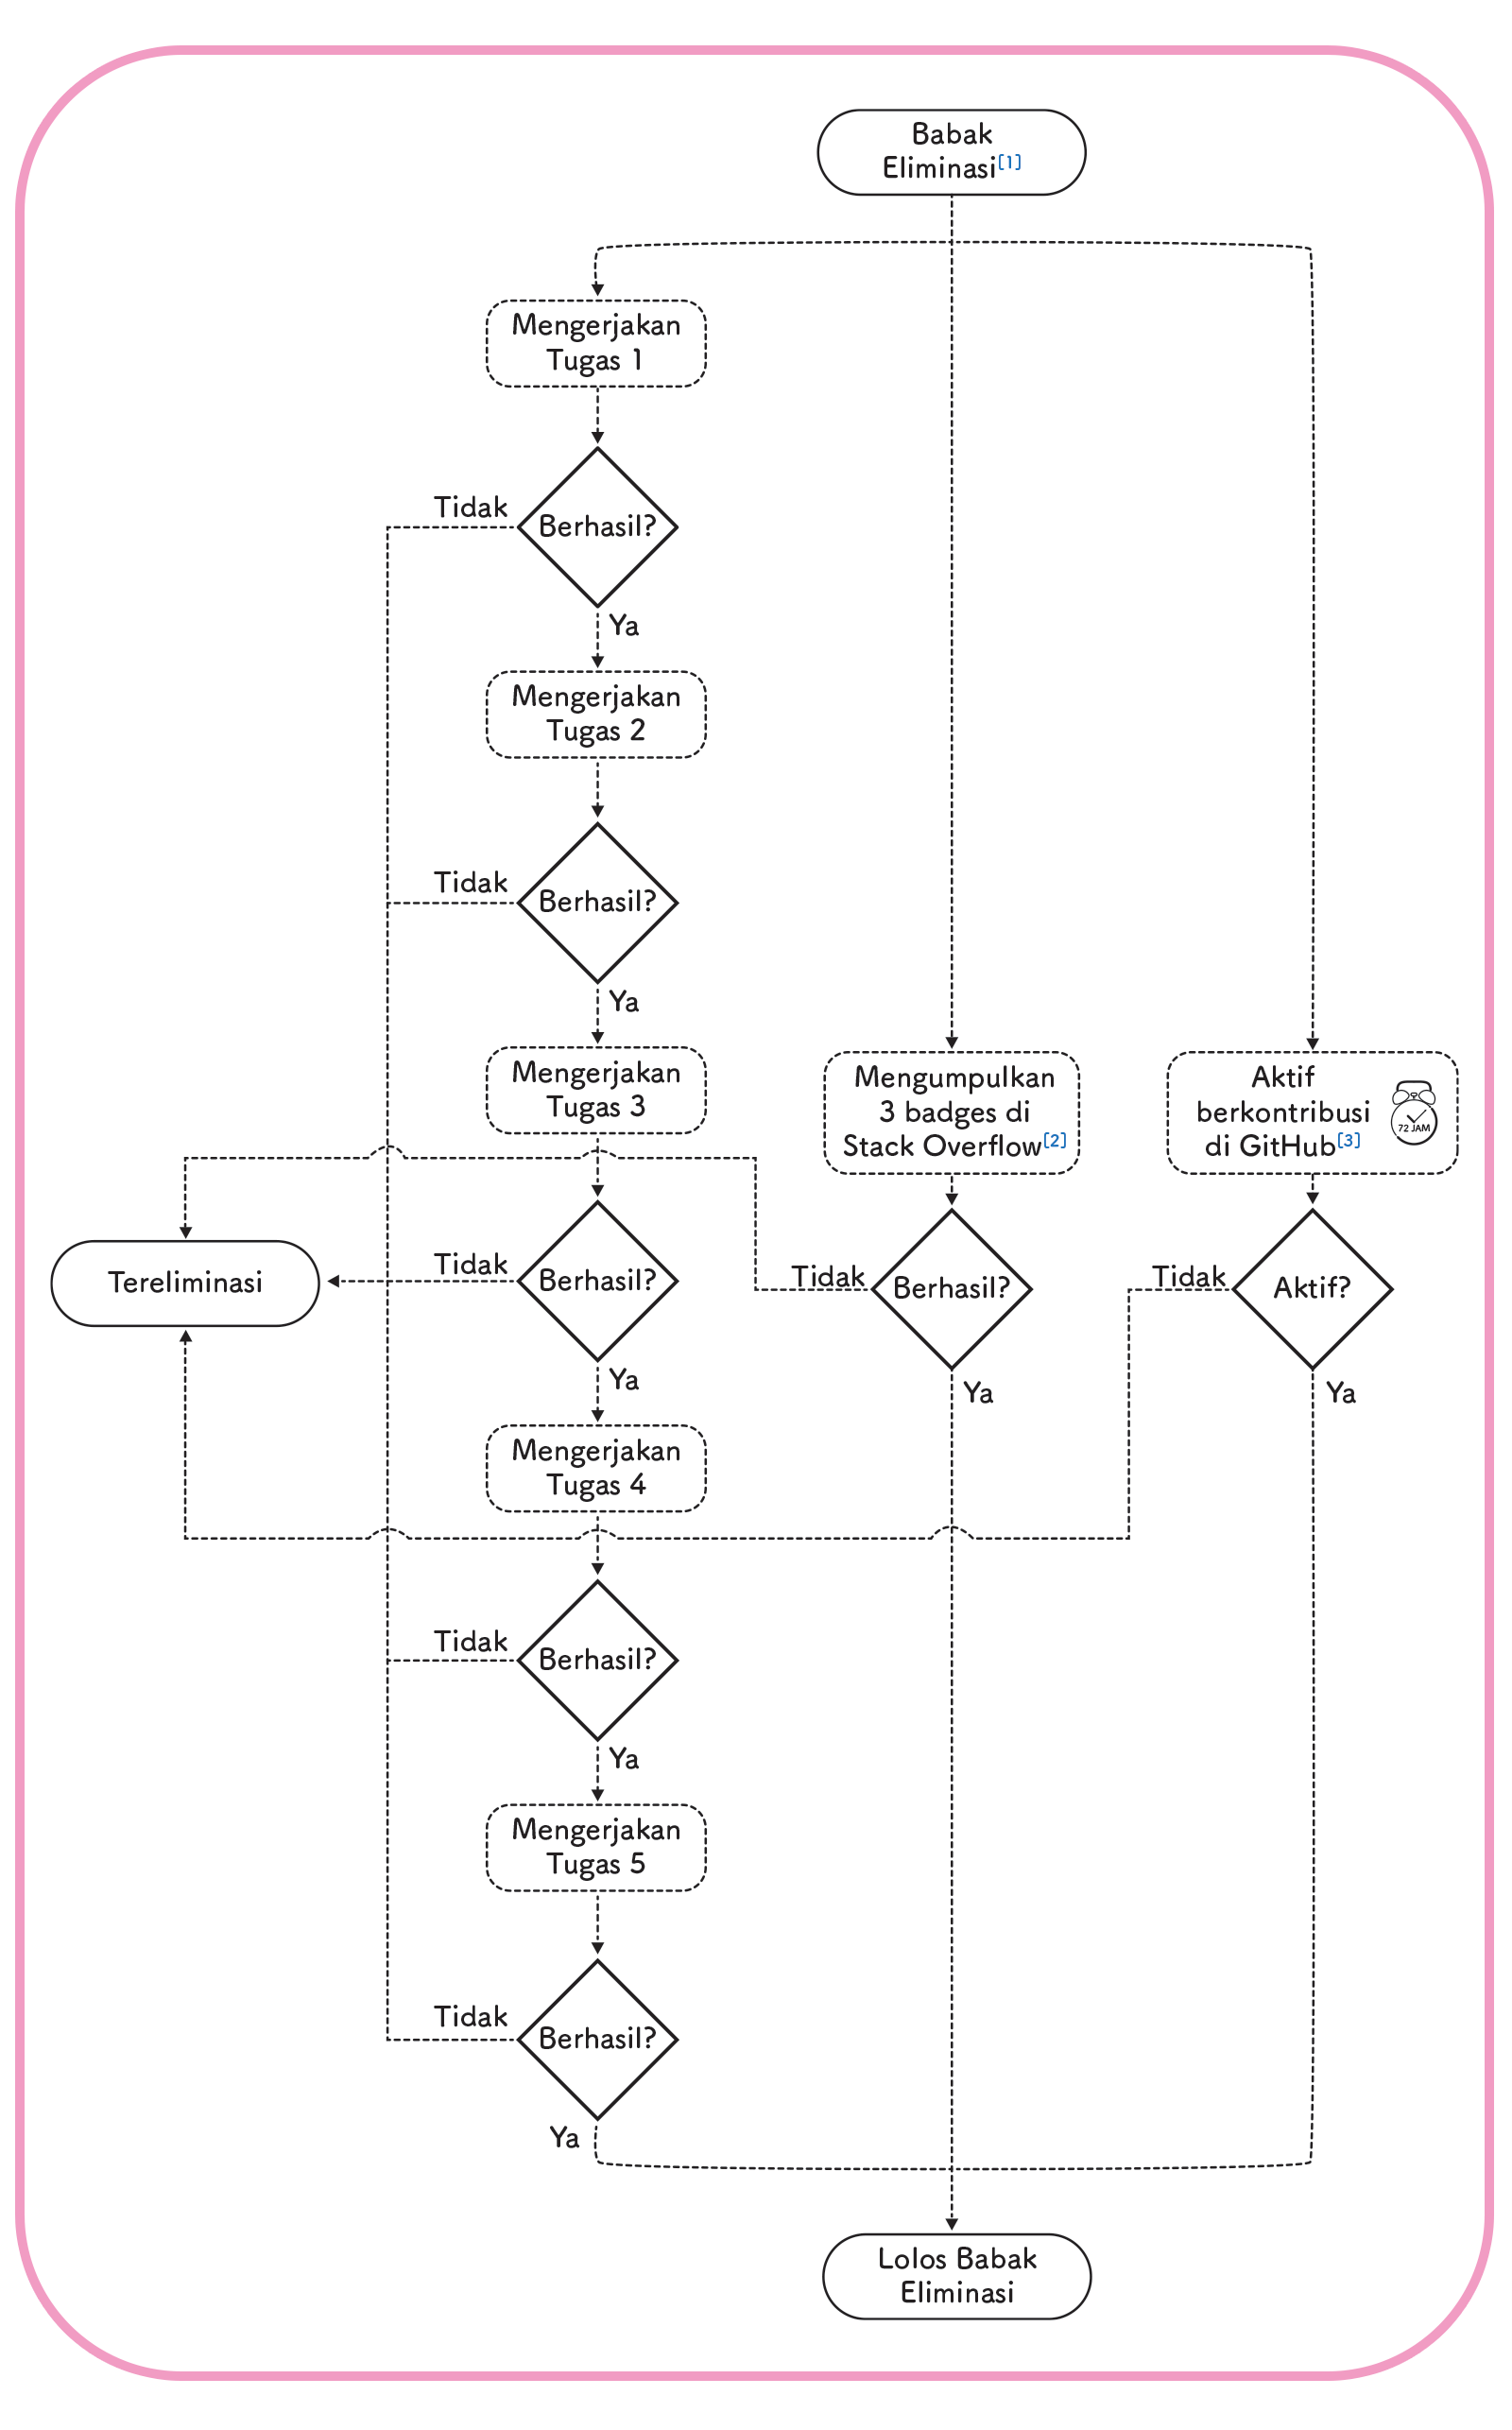 Babak
Eliminasi[1]
Mengerjakan
Tugas 1
Tidak
Berhasil?
Ya
Mengerjakan
Tugas 2
Tidak
Berhasil?
Ya
Mengerjakan
Tugas 3
Mengumpulkan
3 badges di
Stack Overflow[2]
Aktif
berkontribusi
di GitHub[3]
72 JAM
Tereliminasi
Tidak
Berhasil?
Tidak
Berhasil?
Tidak
Aktif?
Ya
Ya
Ya
Mengerjakan
Tugas 4
Tidak
Berhasil?
Ya
Mengerjakan
Tugas 5
Tidak
Berhasil?
Ya
Lolos Babak
Eliminasi